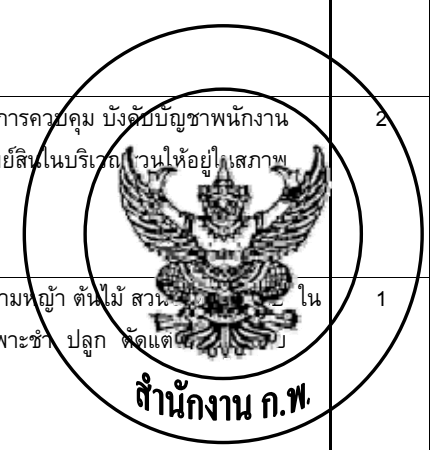 การควบคุม บังคับบัญชาพนักงาน 2
ย์สินในบริเวณสวนให้อยู่ในสภาพ
ามหญ้า ต้นไม้ สวน ใน 1
พาะชำ ปลูก ตัดแต่
สำนักงาน ก.พ.